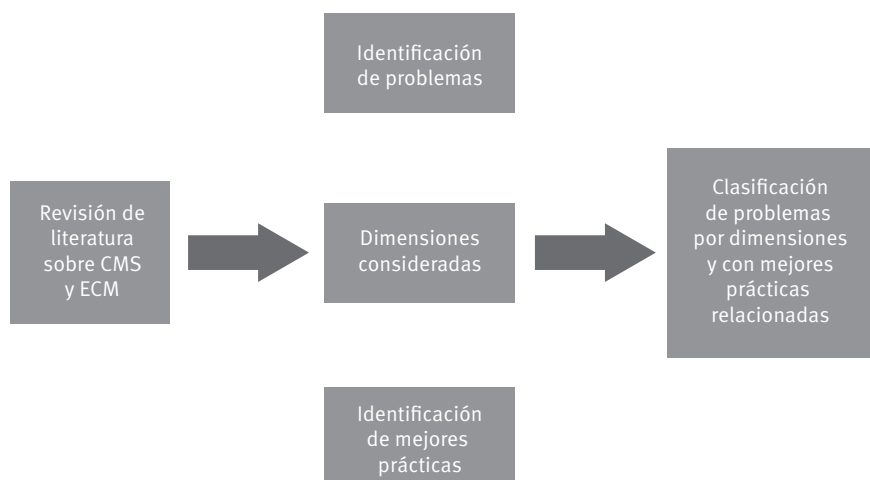 Revisión de
literatura
sobre CMS
y ECM
Identificación
de problemas
Dimensiones
consideradas
Identificación
de mejores
prácticas
Clasificación
de problemas
por dimensiones
y con mejores
prácticas
relacionadas